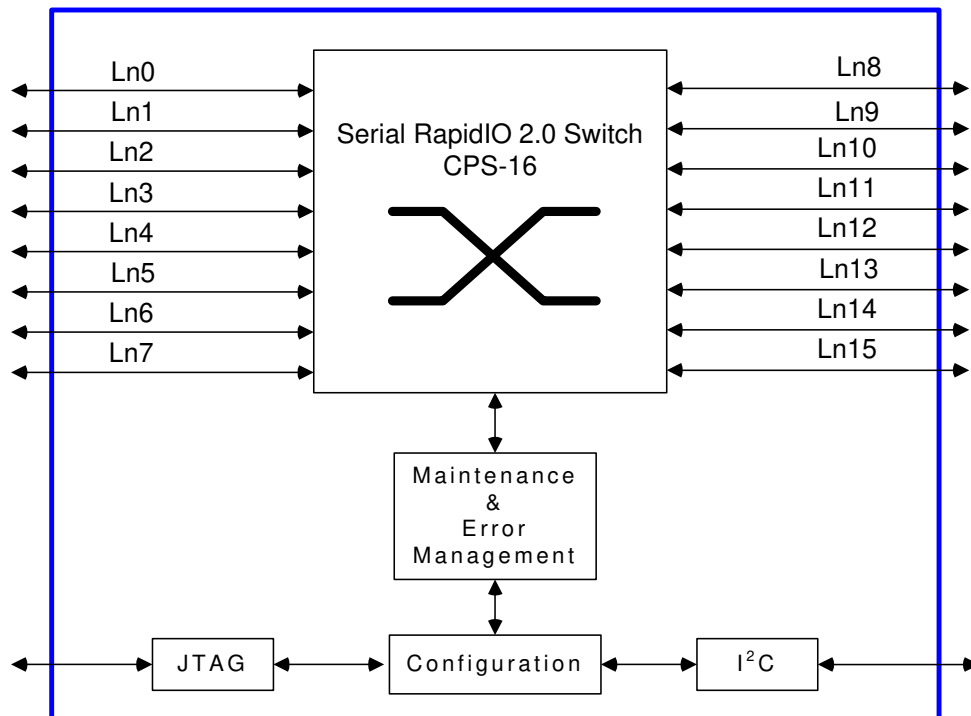 Ln0
Ln1
Ln2
Ln3
Ln4
Ln5
Ln6
Ln7
Serial RapidIO 2.0 Switch
CPS-16
Ln8
Ln9
Ln10
Ln11
Ln12
Ln13
Ln14
Ln15
Maintenance
&
Error
Management
JTAG
Configuration
I²C